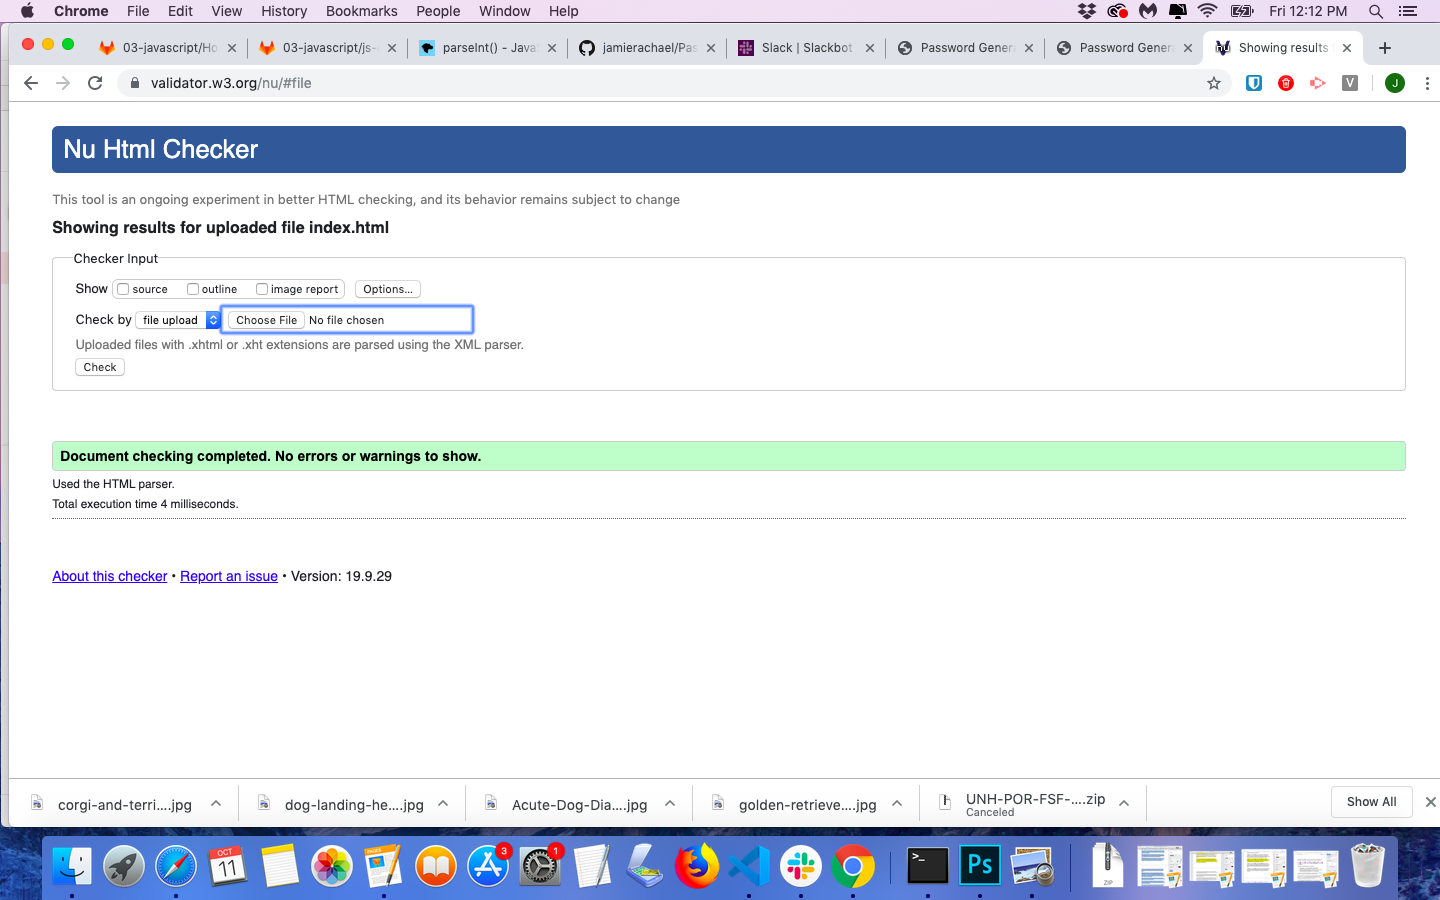 Chrome File Edit View History Bookmarks People Window Help Fri 12:12 PM
03-javascript/Ho 03-javascript/js- parseInt() - Java jamierachael/Pas Slack | Slackbot Password Genera Password Genera Showing results
validator.w3.org/nu/#file V J
Nu Html Checker
This tool is an ongoing experiment in better HTML checking, and its behavior remains subject to change
Showing results for uploaded file index.html
Checker Input
Show source outline image report Options...
Check by file upload Choose File No file chosen
Uploaded files with .xhtml or .xht extensions are parsed using the XML parser.
Check
Document checking completed. No errors or warnings to show.
Used the HTML parser.
Total execution time 4 milliseconds.
About this checker • Report an issue • Version: 19.9.29
corgi-and-terri....jpg dog-landing-he....jpg Acute-Dog-Dia....jpg golden-retrieve....jpg UNH-POR-FSF-....zip Show All
Canceled
OCT 11 PAGES 3 1 >_ Ps ZIP